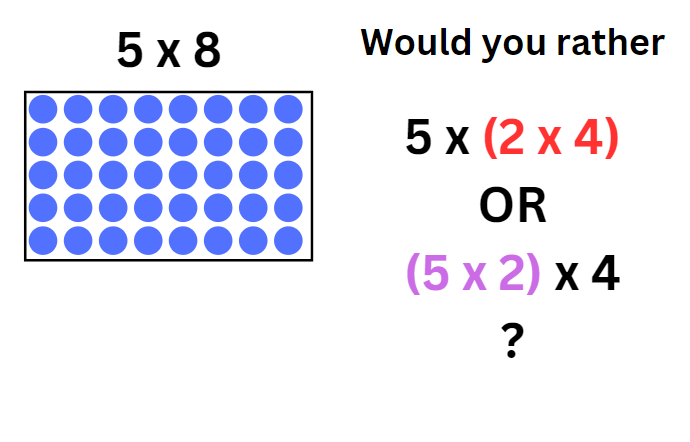 5 x 8
Would you rather
5 x (2 x 4)
OR
(5 x 2) x 4
?